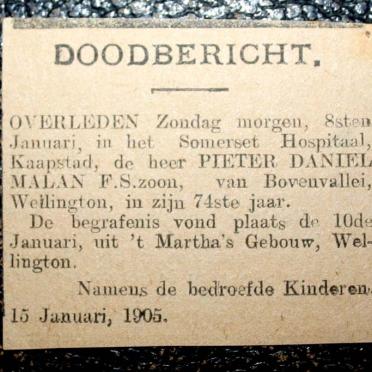 DOODBERICHT.
OVERLEDEN Zondag morgen, 8sten
Januari, in het Somerset Hospitaal,
Kaapstad, de heer PIETER DANIEL
MALAN F.S.zoon, van Bovenvallei,
Wellington, in zijn 74ste jaar.
De begrafenis vond plaats de 10de
Januari, uit 't Martha's Gebouw, Wel-
lington.
Namens de bedroefde Kinderen.
15 Januari, 1905.